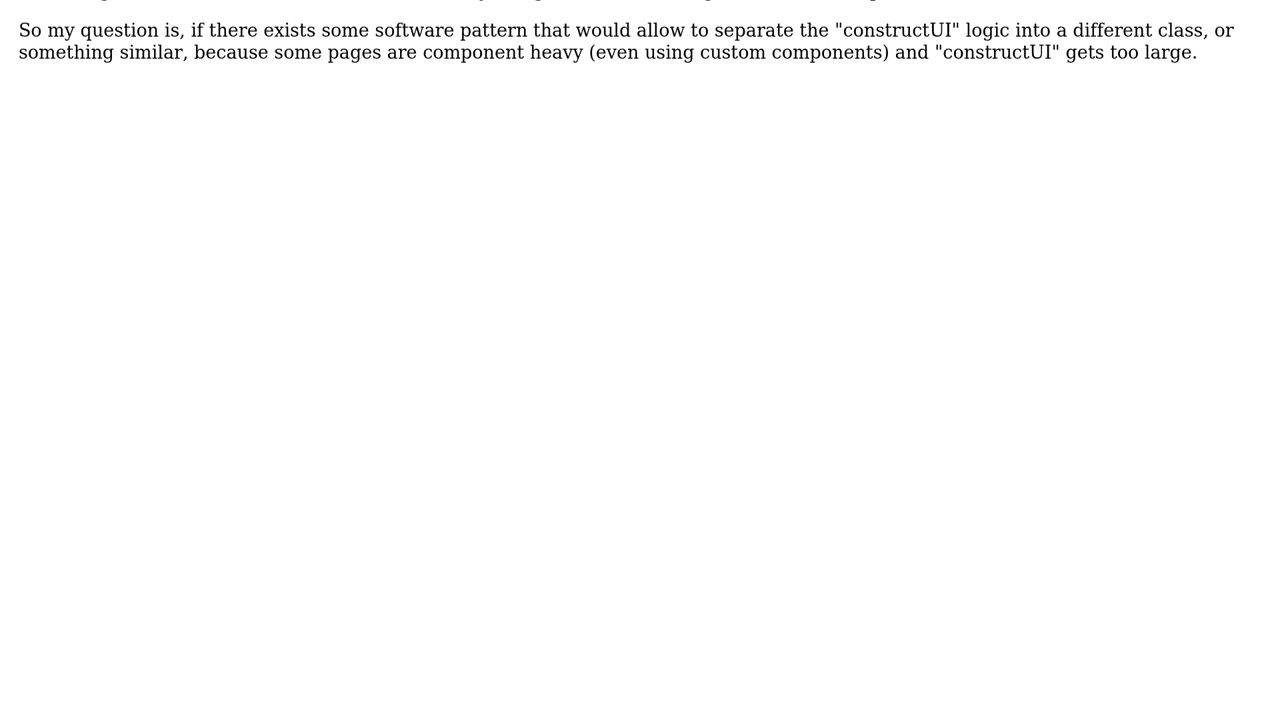 So my question is, if there exists some software pattern that would allow to separate the "constructUI" logic into a different class, or
something similar, because some pages are component heavy (even using custom components) and "constructUI" gets too large.